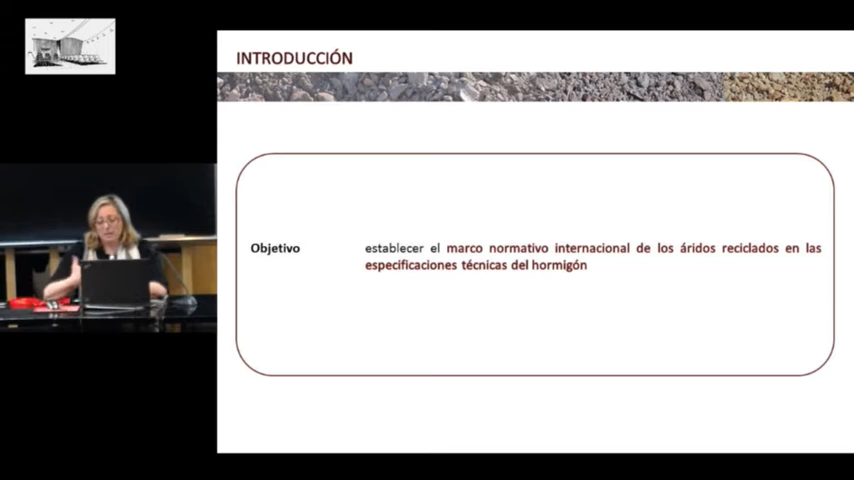 INTRODUCCIÓN
Objetivo establecer el marco normativo internacional de los áridos reciclados en las
especificaciones técnicas del hormigón